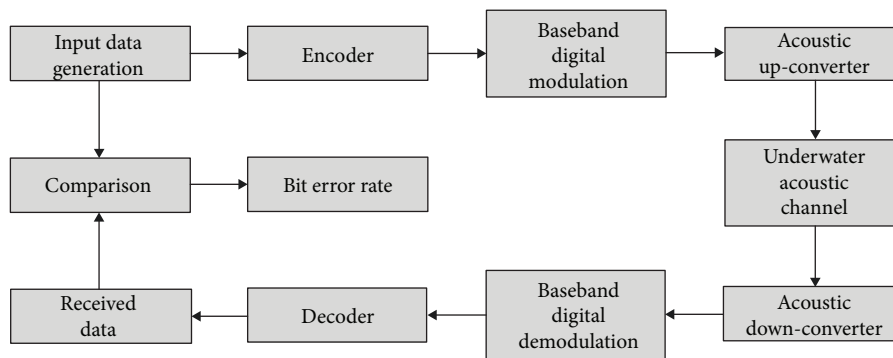 Input data
generation
Encoder
Baseband
digital
modulation
Acoustic
up-converter
Underwater
acoustic
channel
Comparison
Bit error rate
Received
data
Decoder
Baseband
digital
demodulation
Acoustic
down-converter